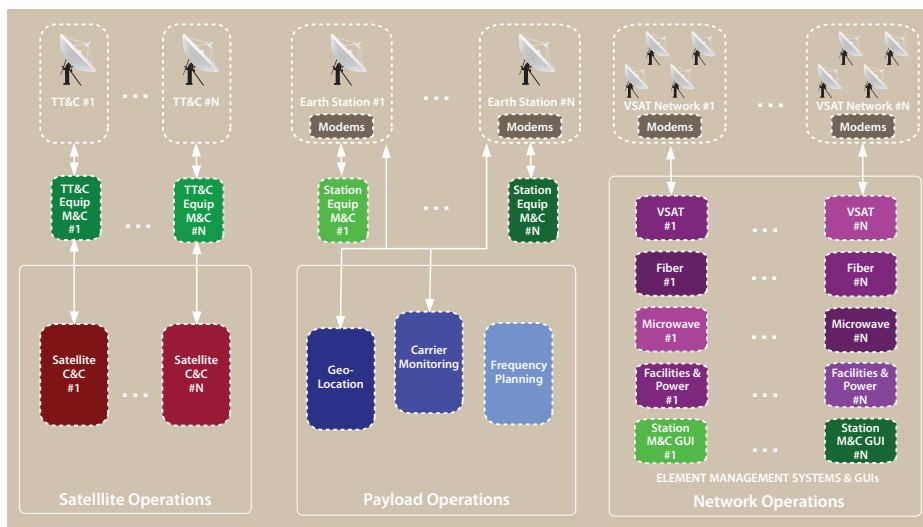 TT&C #1
...
TT&C #N
Earth Station #1
Modems
...
Earth Station #N
Modems
VSAT Network #1
Modems
...
VSAT Network #N
Modems
TT&C
Equip
M&C
#1
...
TT&C
Equip
M&C
#N
Station
Equip
M&C
#1
...
Station
Equip
M&C
#N
Satellite
C&C
#1
...
Satellite
C&C
#N
Satelllite Operations
Geo-
Location
Carrier
Monitoring
Frequency
Planning
Payload Operations
VSAT
#1
...
VSAT
#N
Fiber
#1
...
Fiber
#N
Microwave
#1
...
Microwave
#N
Facilities &
Power
#1
...
Facilities &
Power
#N
Station
M&C GUI
#1
...
Station
M&C GUI
#N
ELEMENT MANAGEMENT SYSTEMS & GUIs
Network Operations